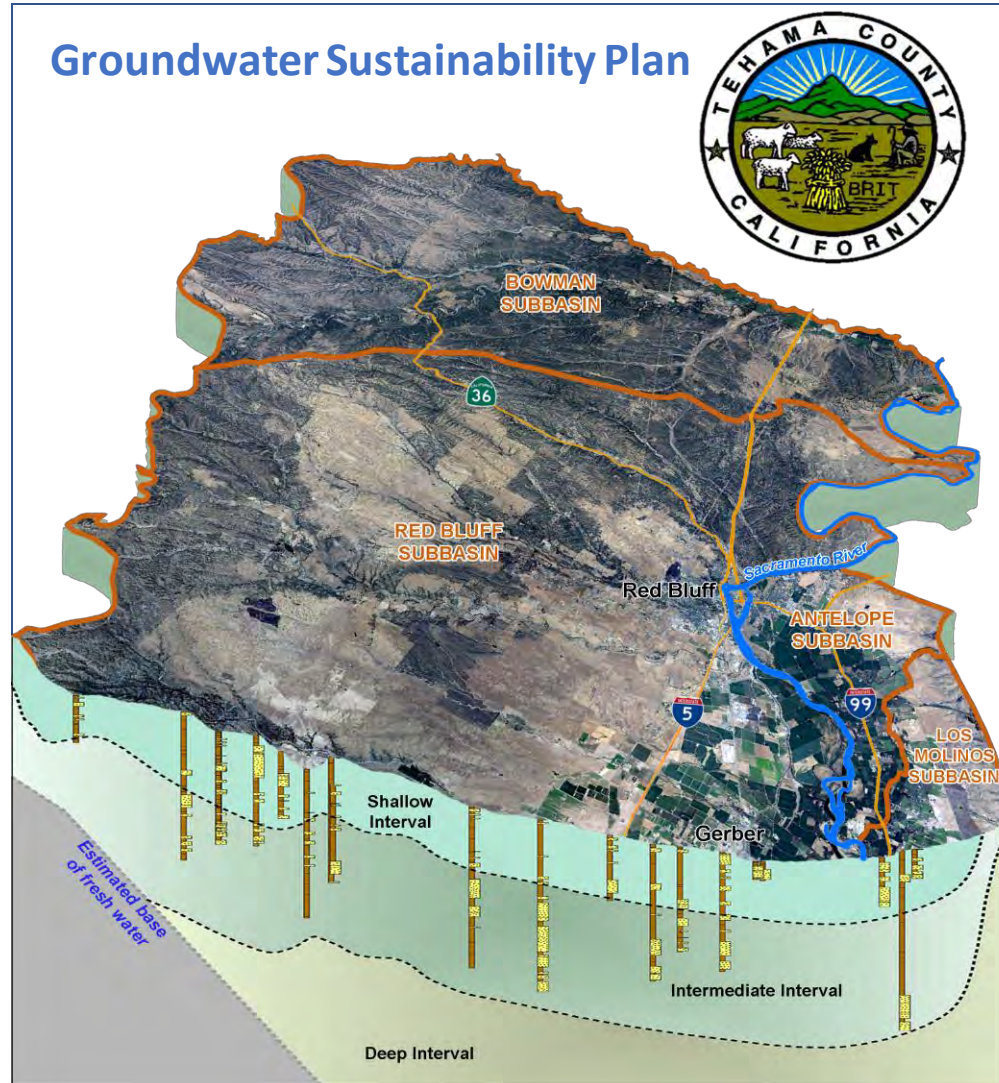 Groundwater Sustainability Plan
TEHAMA COUNTY
CALIFORNIA
BRIT
BOWMAN
SUBBASIN
36
RED BLUFF
SUBBASIN
Sacramento River
Red Bluff
ANTELOPE
SUBBASIN
5
99
LOS
MOLINOS
SUBBASIN
Shallow
Interval
Gerber
Estimated base
of fresh water
Intermediate Interval
Deep Interval